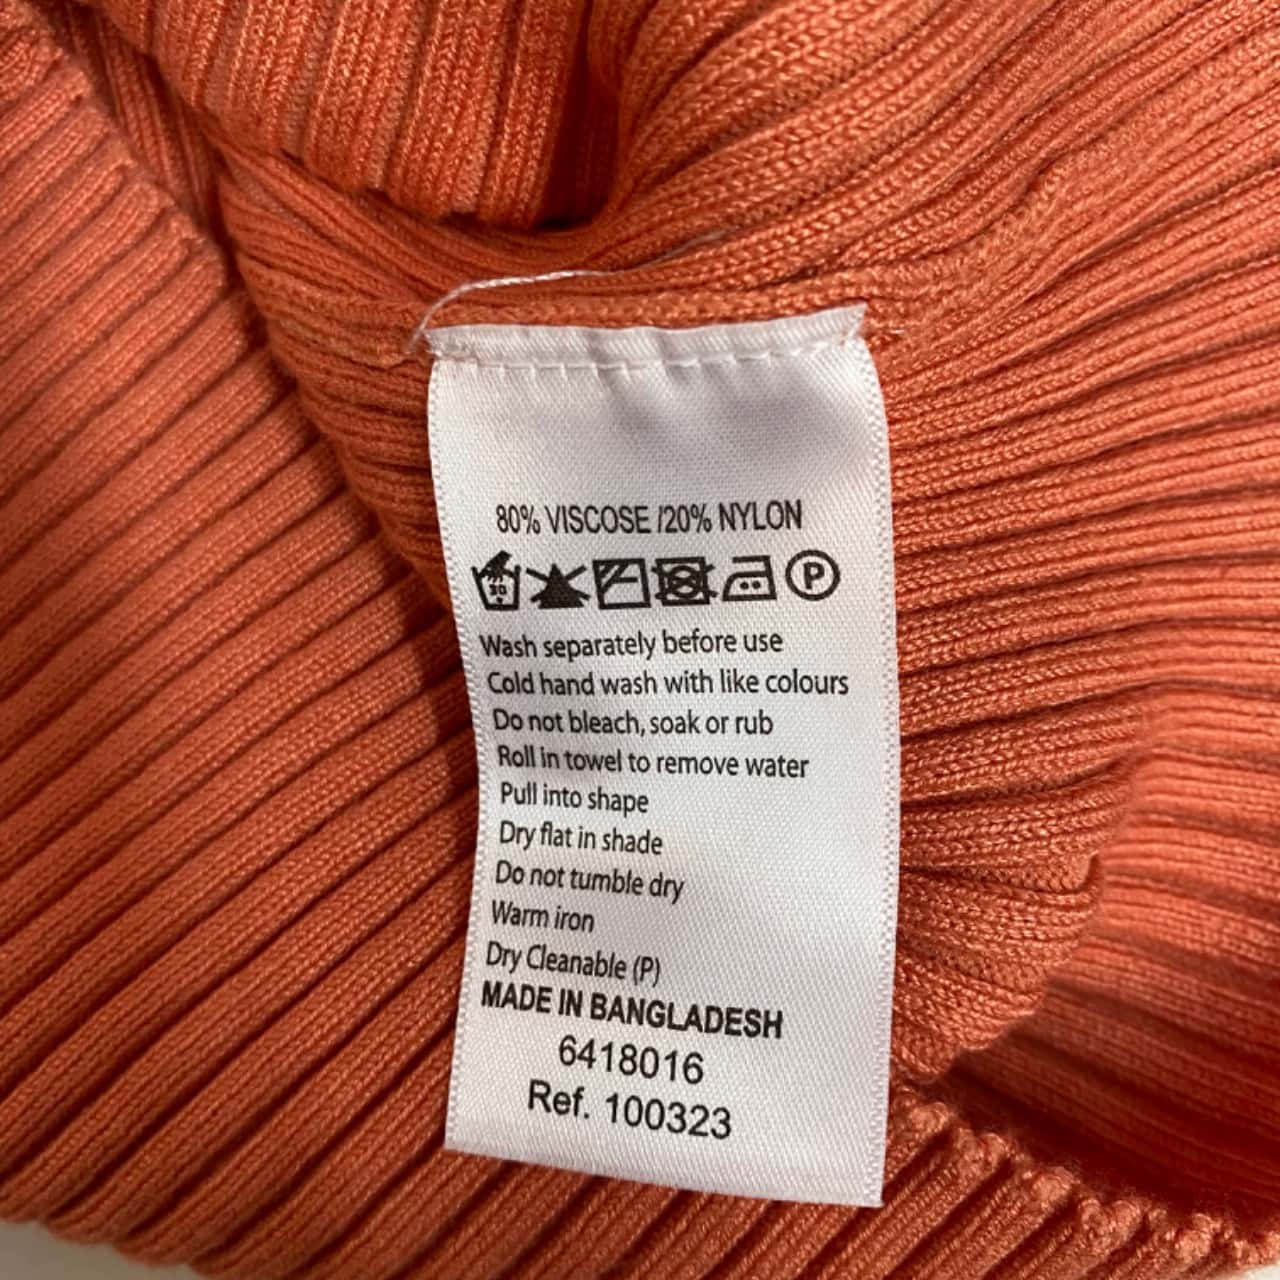 80% VISCOSE /20% NYLON
30
P
Wash separately before use
Cold hand wash with like colours
Do not bleach, soak or rub
Roll in towel to remove water
Pull into shape
Dry flat in shade
Do not tumble dry
Warm iron
Dry Cleanable (P)
MADE IN BANGLADESH
6418016
Ref. 100323